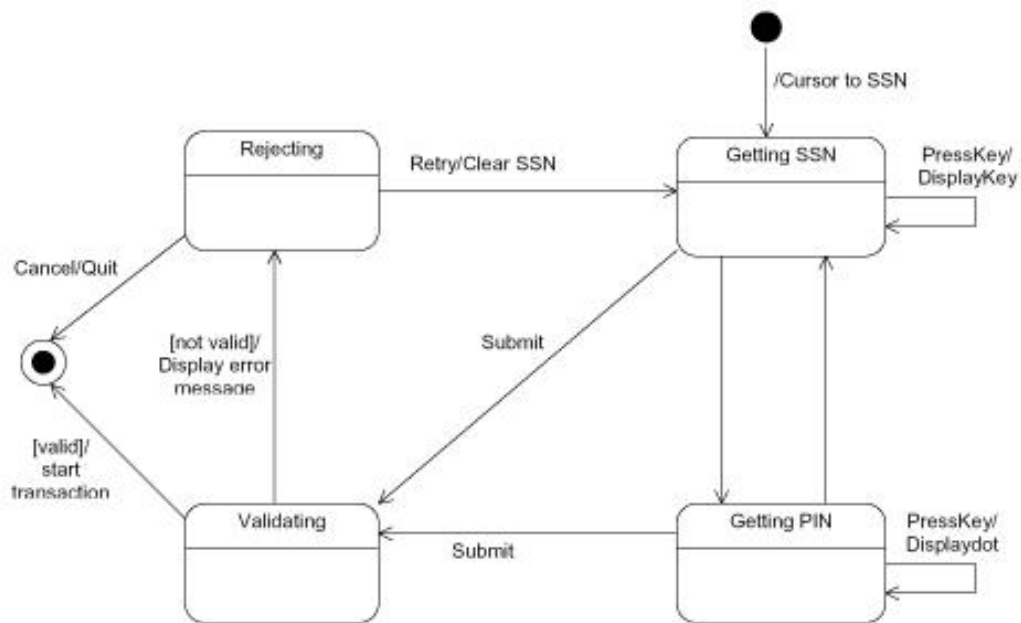 /Cursor to SSN
Rejecting
Getting SSN
Retry/Clear SSN
PressKey/
DisplayKey
Cancel/Quit
[not valid]/
Display error
message
Submit
[valid]/
start
transaction
Validating
Getting PIN
Submit
PressKey/
Displaydot